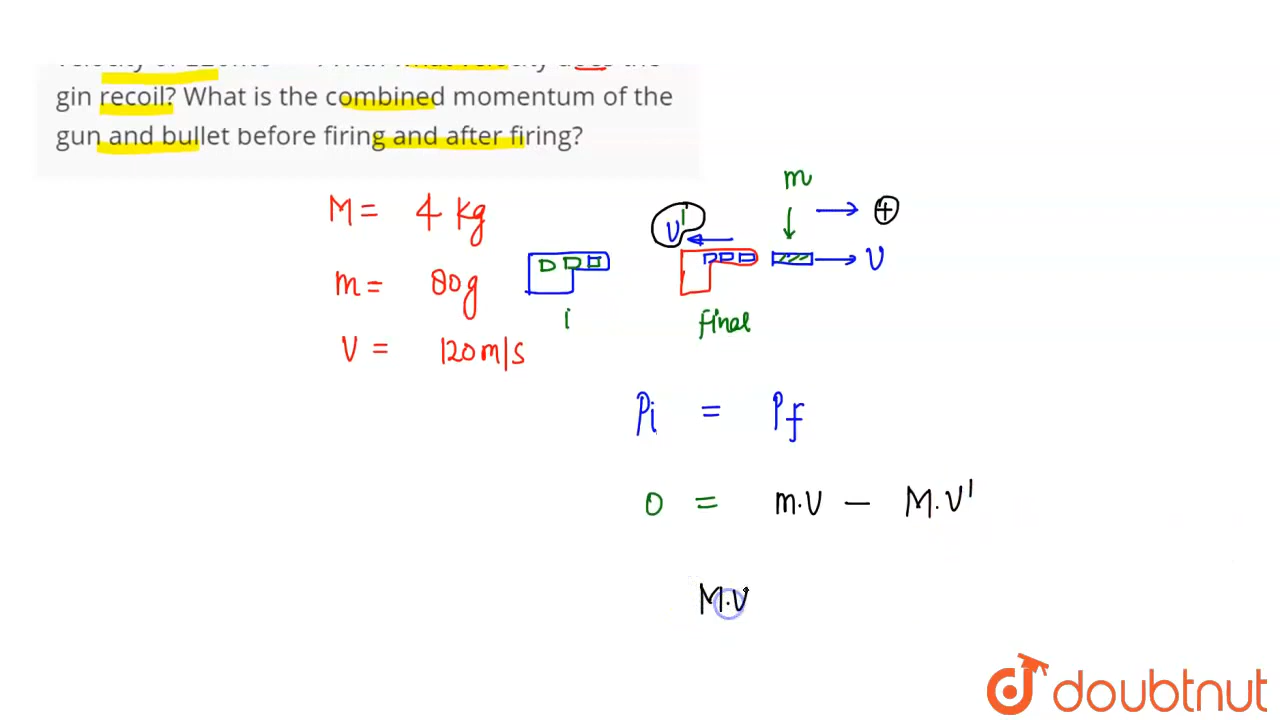 gin recoil? What is the combined momentum of the
gun and bullet before firing and after firing?
M = 4 kg
m = 80g
V = 120 m/s
i
V'
m
+
V
final
Pi = Pf
0 = m.V - M.V'
M.V
doubtnut